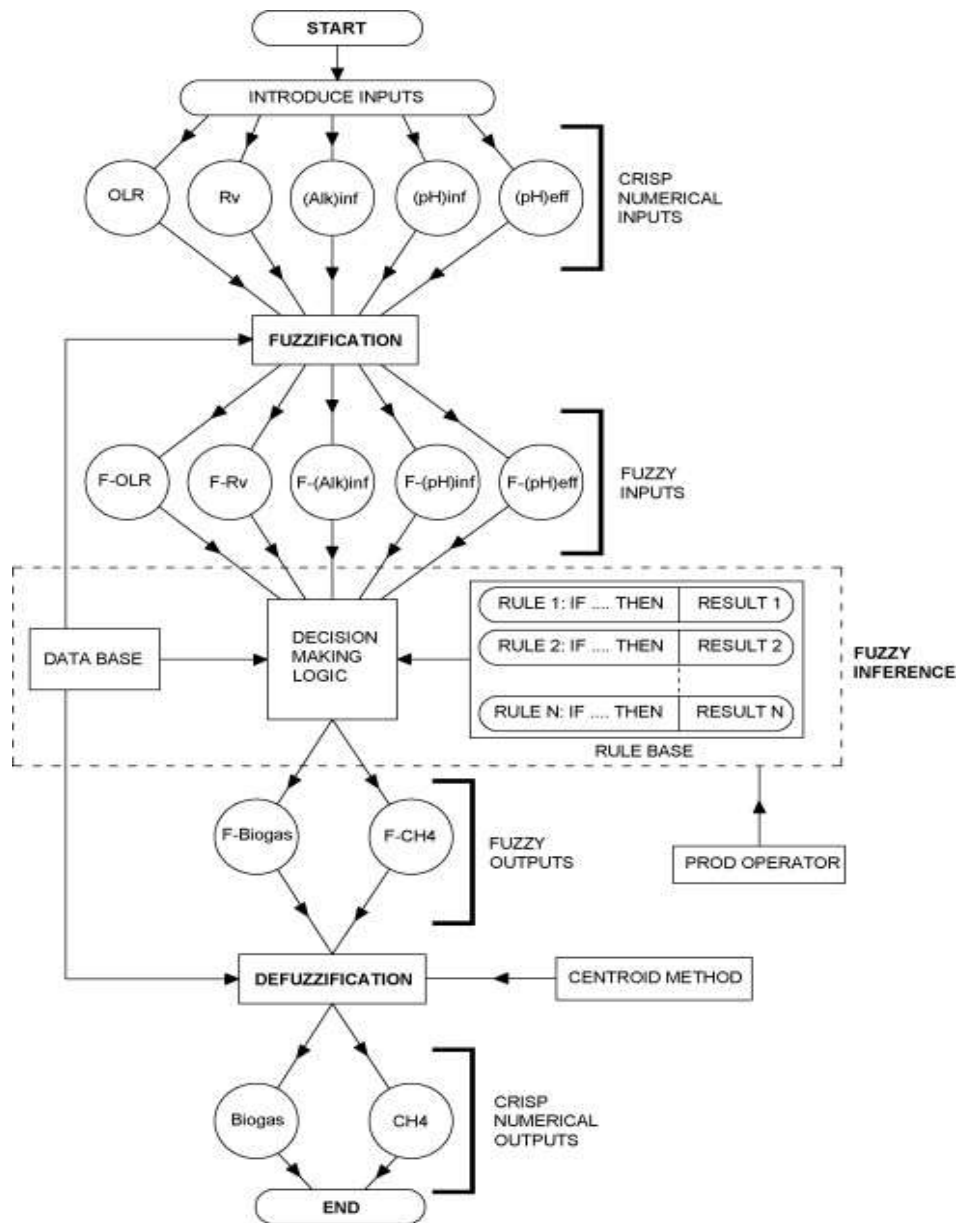 START
INTRODUCE INPUTS
OLR
Rv
(Alk)inf
(pH)inf
(pH)eff
CRISP
NUMERICAL
INPUTS
FUZZIFICATION
F-OLR
F-Rv
F-(Alk)inf
F-(pH)inf
F-(pH)eff
FUZZY
INPUTS
DATA BASE
DECISION
MAKING
LOGIC
RULE 1: IF .... THEN
RESULT 1
RULE 2: IF .... THEN
RESULT 2
RULE N: IF .... THEN
RESULT N
RULE BASE
FUZZY
INFERENCE
F-Biogas
F-CH4
FUZZY
OUTPUTS
PROD OPERATOR
DEFUZZIFICATION
CENTROID METHOD
Biogas
CH4
CRISP
NUMERICAL
OUTPUTS
END